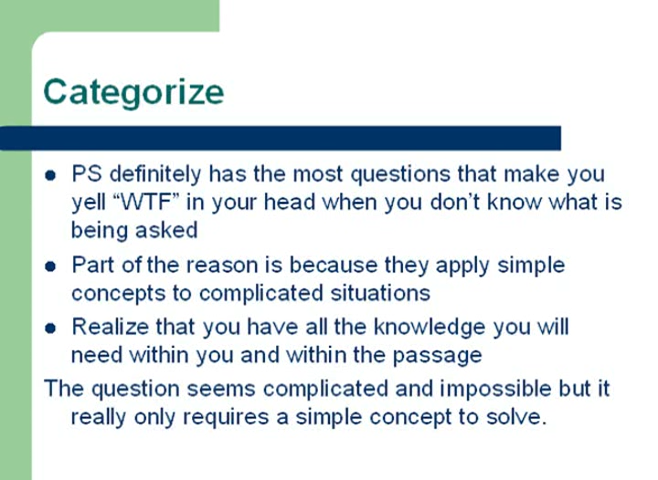 Categorize
PS definitely has the most questions that make you
yell “WTF” in your head when you don’t know what is
being asked
Part of the reason is because they apply simple
concepts to complicated situations
Realize that you have all the knowledge you will
need within you and within the passage
The question seems complicated and impossible but it
really only requires a simple concept to solve.